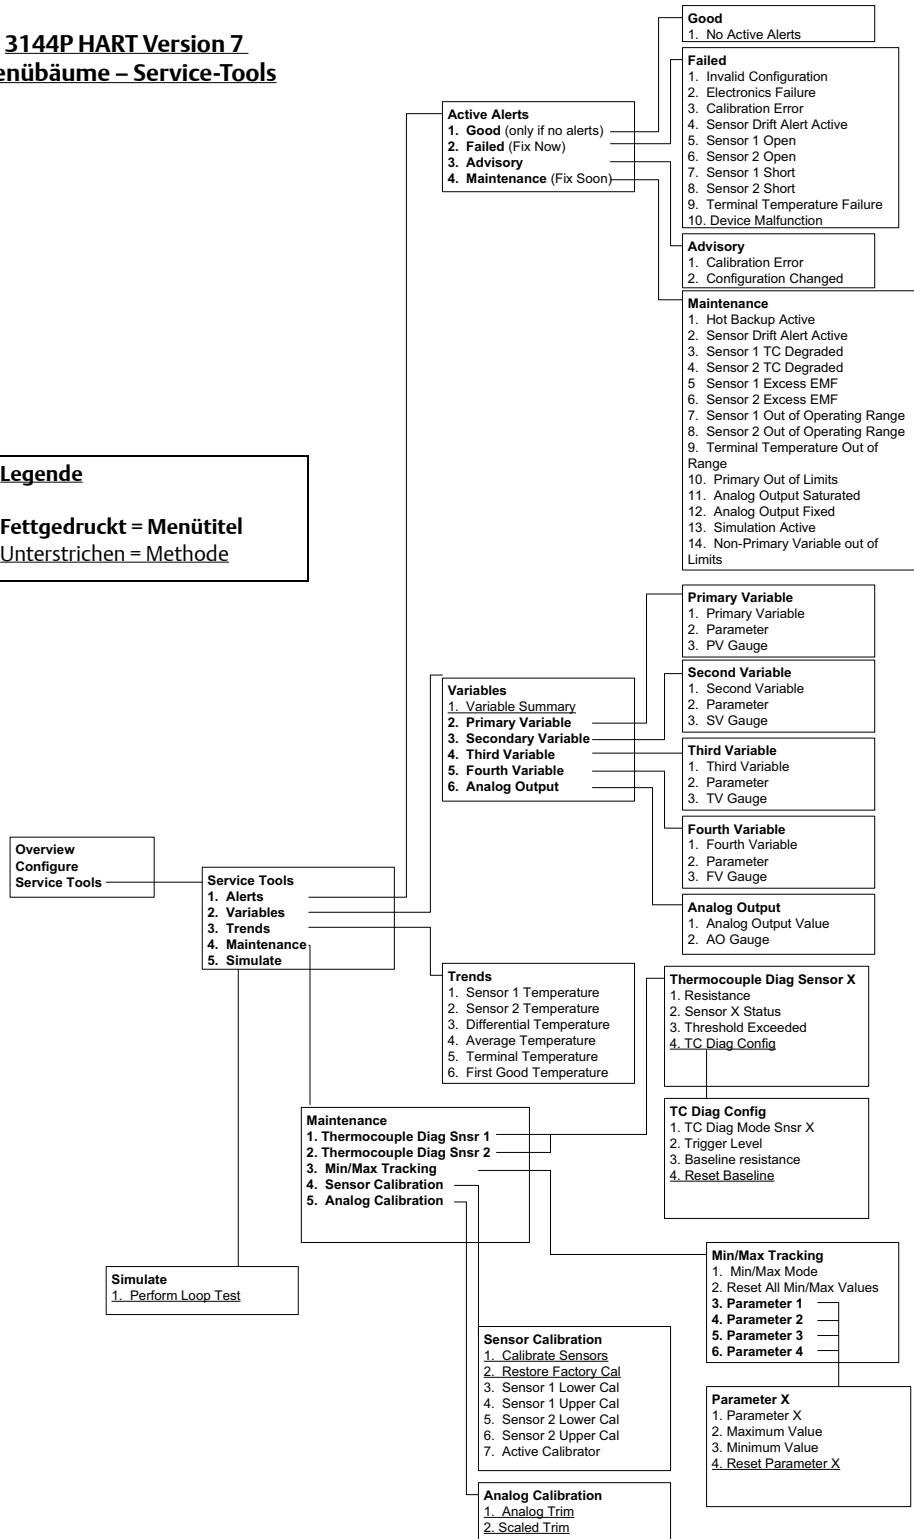 3144P HART Version 7
enübäume – Service-Tools
Good
1. No Active Alerts
Failed
1. Invalid Configuration
2. Electronics Failure
3. Calibration Error
4. Sensor Drift Alert Active
5. Sensor 1 Open
6. Sensor 2 Open
7. Sensor 1 Short
8. Sensor 2 Short
9. Terminal Temperature Failure
10. Device Malfunction
Active Alerts
1. Good (only if no alerts)
2. Failed (Fix Now)
3. Advisory
4. Maintenance (Fix Soon)
Advisory
1. Calibration Error
2. Configuration Changed
Maintenance
1. Hot Backup Active
2. Sensor Drift Alert Active
3. Sensor 1 TC Degraded
4. Sensor 2 TC Degraded
5 Sensor 1 Excess EMF
6. Sensor 2 Excess EMF
7. Sensor 1 Out of Operating Range
8. Sensor 2 Out of Operating Range
9. Terminal Temperature Out of
Range
10. Primary Out of Limits
11. Analog Output Saturated
12. Analog Output Fixed
13. Simulation Active
14. Non-Primary Variable out of
Limits
Legende
Fettgedruckt = Menütitel
Unterstrichen = Methode
Primary Variable
1. Primary Variable
2. Parameter
3. PV Gauge
Second Variable
1. Second Variable
2. Parameter
3. SV Gauge
Variables
1. Variable Summary
2. Primary Variable
3. Secondary Variable
4. Third Variable
5. Fourth Variable
6. Analog Output
Third Variable
1. Third Variable
2. Parameter
3. TV Gauge
Fourth Variable
1. Fourth Variable
2. Parameter
3. FV Gauge
Overview
Configure
Service Tools
Service Tools
1. Alerts
2. Variables
3. Trends
4. Maintenance
5. Simulate
Analog Output
1. Analog Output Value
2. AO Gauge
Trends
1. Sensor 1 Temperature
2. Sensor 2 Temperature
3. Differential Temperature
4. Average Temperature
5. Terminal Temperature
6. First Good Temperature
Thermocouple Diag Sensor X
1. Resistance
2. Sensor X Status
3. Threshold Exceeded
4. TC Diag Config
Maintenance
1. Thermocouple Diag Snsr 1
2. Thermocouple Diag Snsr 2
3. Min/Max Tracking
4. Sensor Calibration
5. Analog Calibration
TC Diag Config
1. TC Diag Mode Snsr X
2. Trigger Level
3. Baseline resistance
4. Reset Baseline
Simulate
1. Perform Loop Test
Min/Max Tracking
1. Min/Max Mode
2. Reset All Min/Max Values
3. Parameter 1
4. Parameter 2
5. Parameter 3
6. Parameter 4
Sensor Calibration
1. Calibrate Sensors
2. Restore Factory Cal
3. Sensor 1 Lower Cal
4. Sensor 1 Upper Cal
5. Sensor 2 Lower Cal
6. Sensor 2 Upper Cal
7. Active Calibrator
Parameter X
1. Parameter X
2. Maximum Value
3. Minimum Value
4. Reset Parameter X
Analog Calibration
1. Analog Trim
2. Scaled Trim